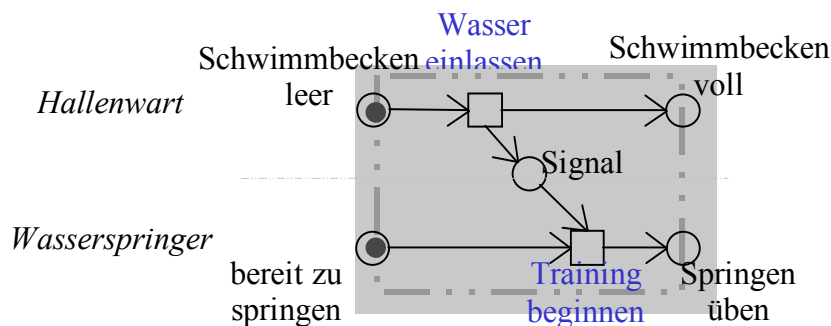 Wasser
einlassen
Schwimmbecken
leer
Schwimmbecken
voll
Hallenwart
Signal
Wasserspringer
bereit zu
springen
Training
beginnen
Springen
üben